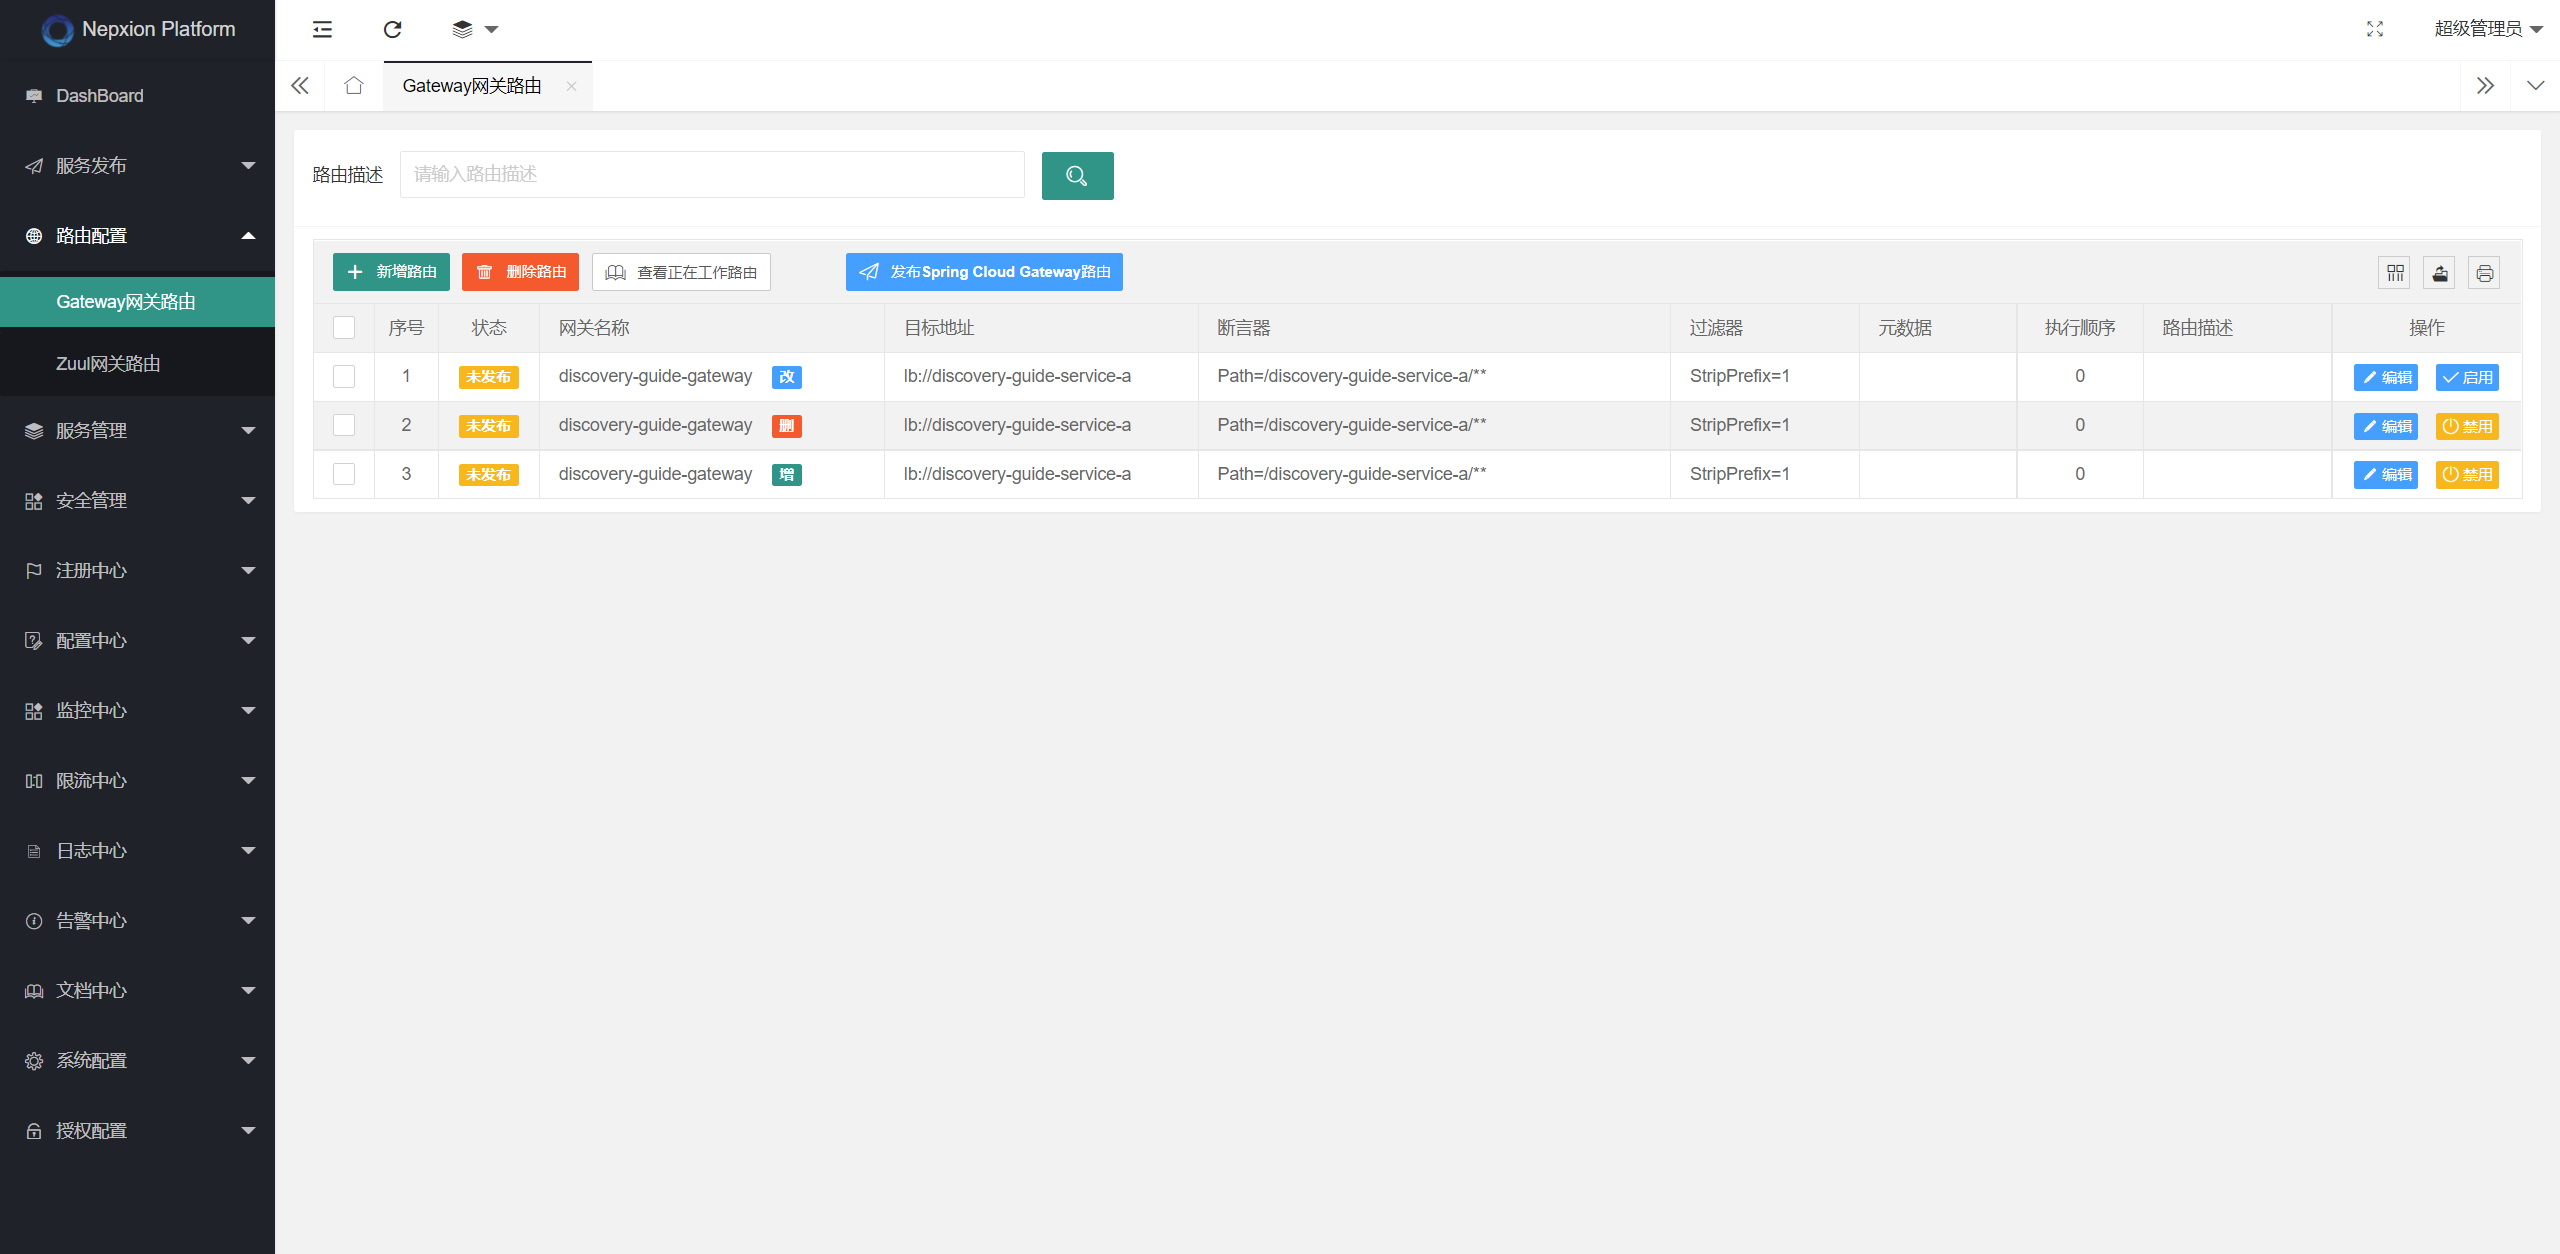 Nepxion Platform
DashBoard
服务发布
路由配置
Gateway网关路由
Zuul网关路由
服务管理
安全管理
注册中心
配置中心
监控中心
限流中心
日志中心
告警中心
文档中心
系统配置
授权配置
超级管理员
Gateway网关路由
路由描述 请输入路由描述
新增路由 删除路由 查看正在工作路由 发布Spring Cloud Gateway路由
序号 状态 网关名称 目标地址 断言器 过滤器 元数据 执行顺序 路由描述 操作
1 未发布 discovery-guide-gateway 改 lb://discovery-guide-service-a Path=/discovery-guide-service-a/** StripPrefix=1 0 编辑 启用
2 未发布 discovery-guide-gateway 删 lb://discovery-guide-service-a Path=/discovery-guide-service-a/** StripPrefix=1 0 编辑 禁用
3 未发布 discovery-guide-gateway 增 lb://discovery-guide-service-a Path=/discovery-guide-service-a/** StripPrefix=1 0 编辑 禁用